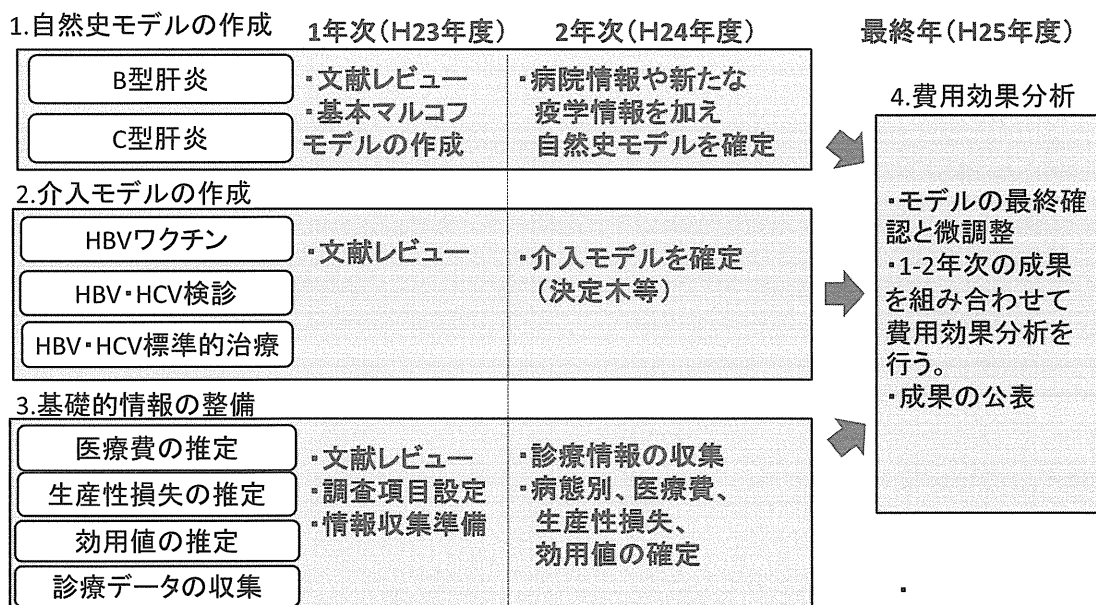 1.自然史モデルの作成
1年次(H23年度)
2年次(H24年度)
最終年(H25年度)
B型肝炎
C型肝炎
・文献レビュー
・基本マルコフ
モデルの作成
・病院情報や新たな
疫学情報を加え
自然史モデルを確定
2.介入モデルの作成
HBVワクチン
HBV・HCV検診
HBV・HCV標準的治療
・文献レビュー
・介入モデルを確定
(決定木等)
3.基礎的情報の整備
医療費の推定
生産性損失の推定
効用値の推定
診療データの収集
・文献レビュー
・調査項目設定
・情報収集準備
・診療情報の収集
・病態別、医療費、
生産性損失、
効用値の確定
4.費用効果分析
・モデルの最終確
認と微調整
・1-2年次の成果
を組み合わせて
費用効果分析を
行う。
・成果の公表